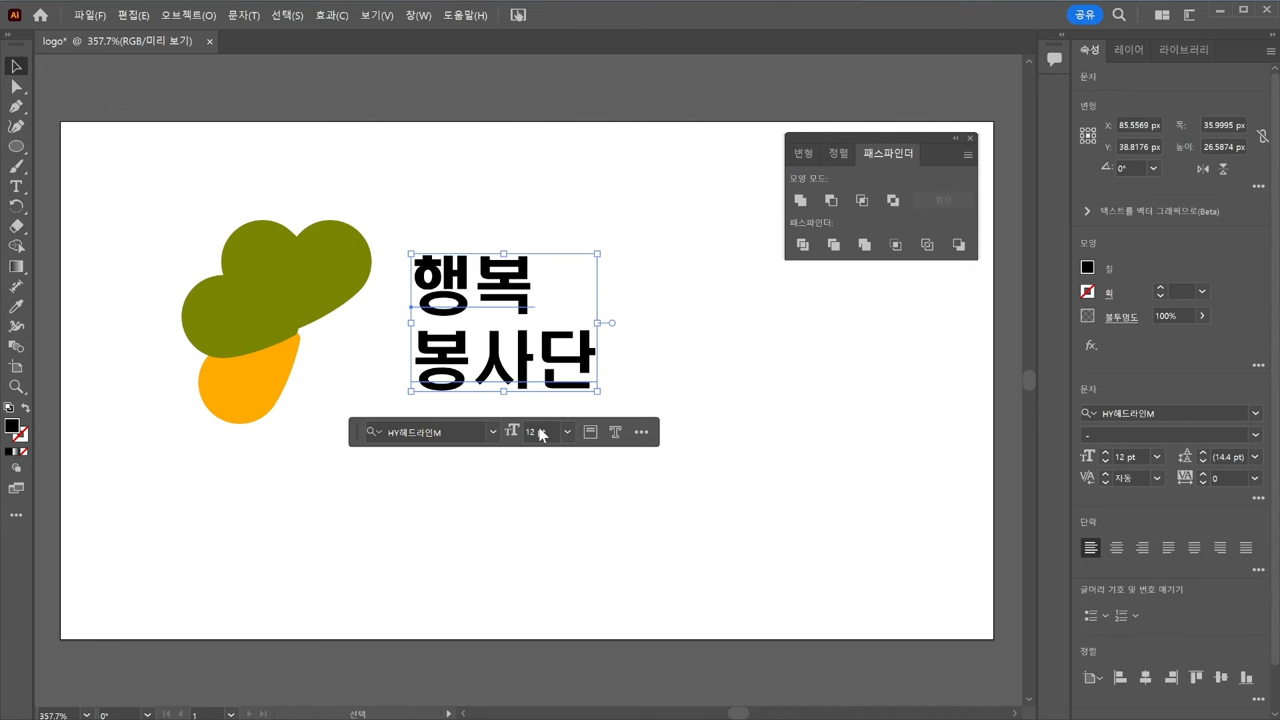 Ai 파일(F) 편집(E) 오브젝트(O) 문자(T) 선택(S) 효과(C) 보기(V) 창(W) 도움말(H) 공유
logo* @ 357.7%(RGB/미리 보기) ×
속성 레이어 라이브러리
문자
변형
X: 85.5569 px 폭: 35.9995 px
Y: 38.8176 px 높이: 26.5874 px
0°
텍스트를 벡터 그래픽으로(Beta)
모양
칠
획
불투명도 100%
fx.
문자
HY헤드라인M
-
12 pt (14.4 pt)
자동 0
단락
글머리 기호 및 번호 매기기
정렬
변형 정렬 패스파인더
모양 모드:
확장
패스파인더:
행복
봉사단
HY헤드라인M 12
357.7% 0° 1 선택